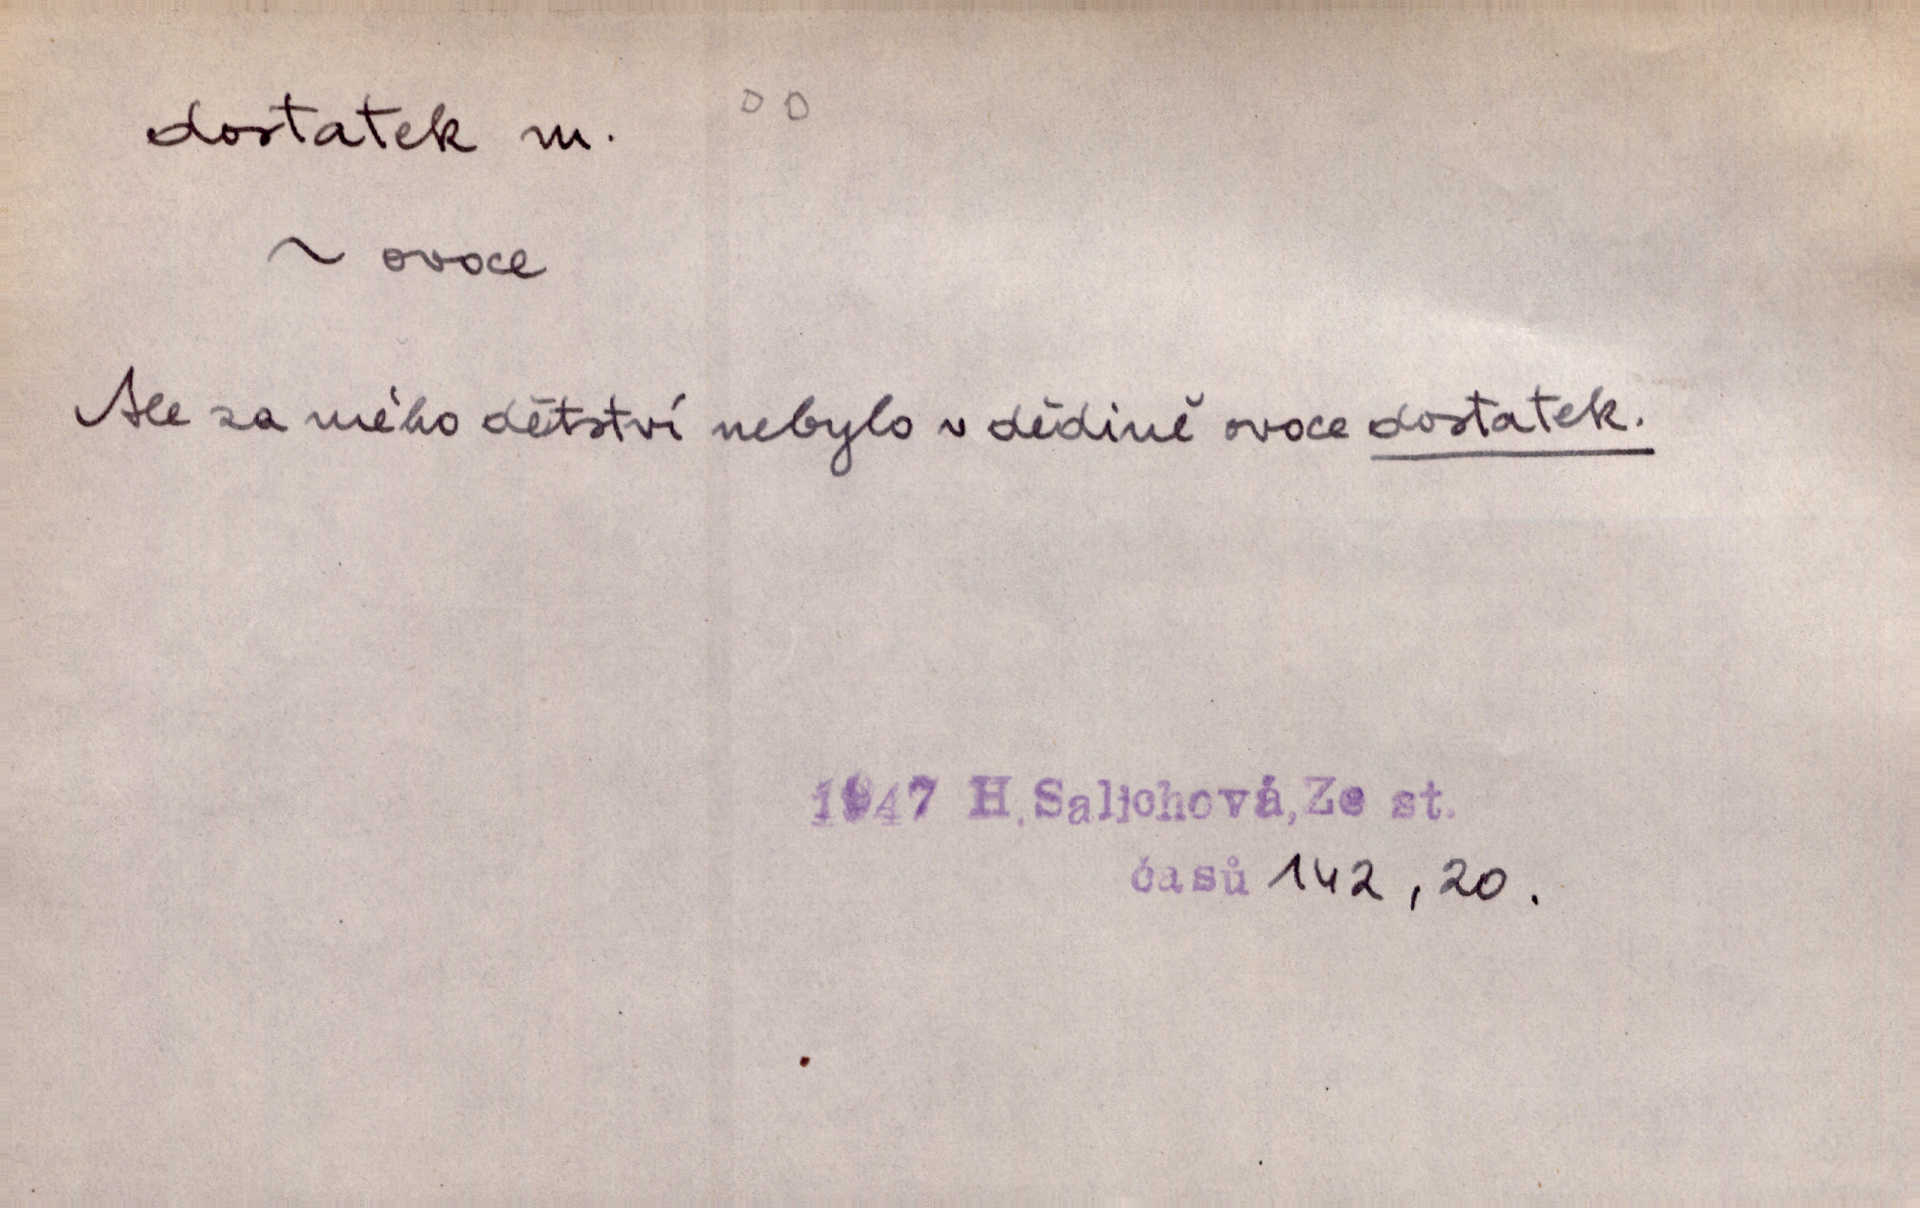 dostatek m.
~ ovoce
Ale za mého dětství nebylo v dědině ovoce dostatek.
1947 H. Salichová, Ze st.
časů 142, 20.